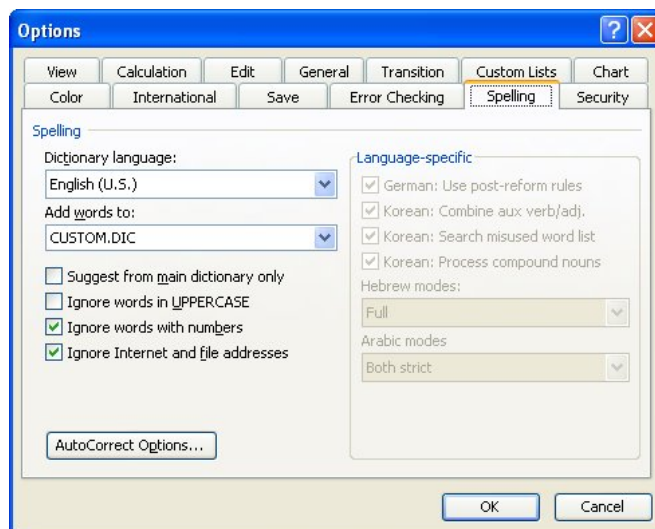 Options
View Calculation Edit General Transition Custom Lists Chart
Color International Save Error Checking Spelling Security
Spelling
Dictionary language:
English (U.S.)
Add words to:
CUSTOM.DIC
Suggest from main dictionary only
Ignore words in UPPERCASE
Ignore words with numbers
Ignore Internet and file addresses
AutoCorrect Options...
Language-specific
German: Use post-reform rules
Korean: Combine aux verb/adj.
Korean: Search misused word list
Korean: Process compound nouns
Hebrew modes:
Full
Arabic modes
Both strict
OK Cancel